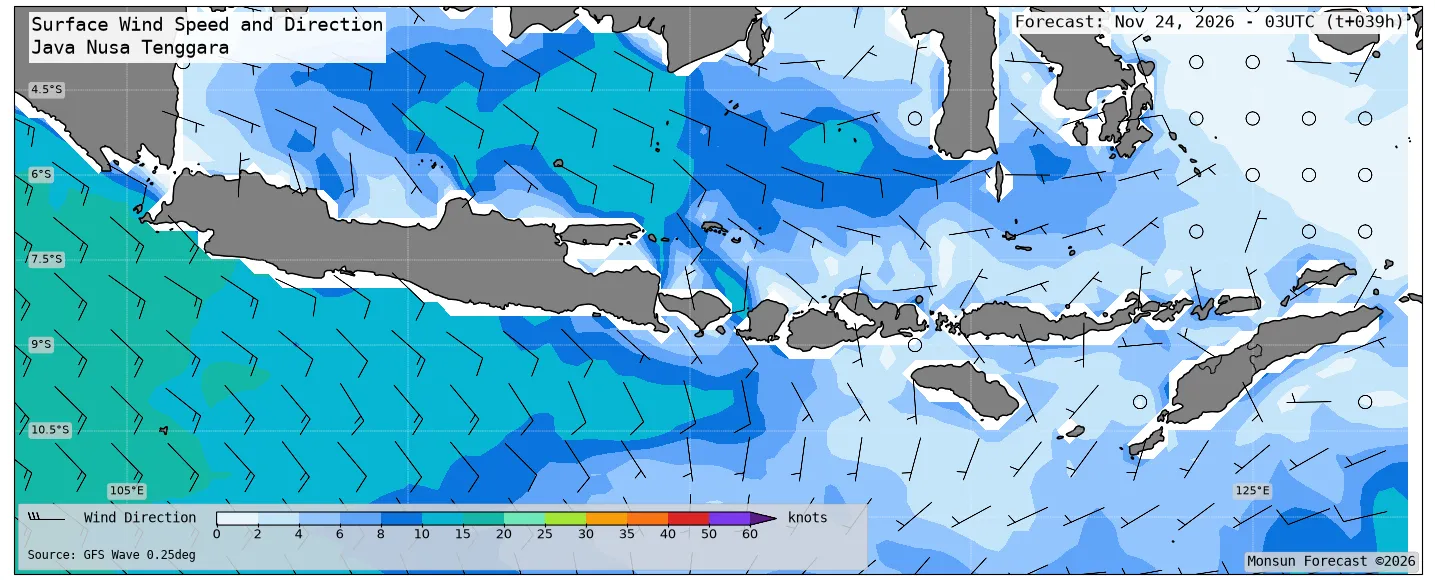 Surface Wind Speed and Direction
Java Nusa Tenggara
Forecast: Nov 24, 2026 - 03UTC (t+039h)
4.5°S
6°S
7.5°S
9°S
10.5°S
105°E
125°E
Wind Direction
0 2 4 6 8 10 15 20 25 30 35 40 50 60
knots
Source: GFS Wave 0.25deg
Monsun Forecast ©2026